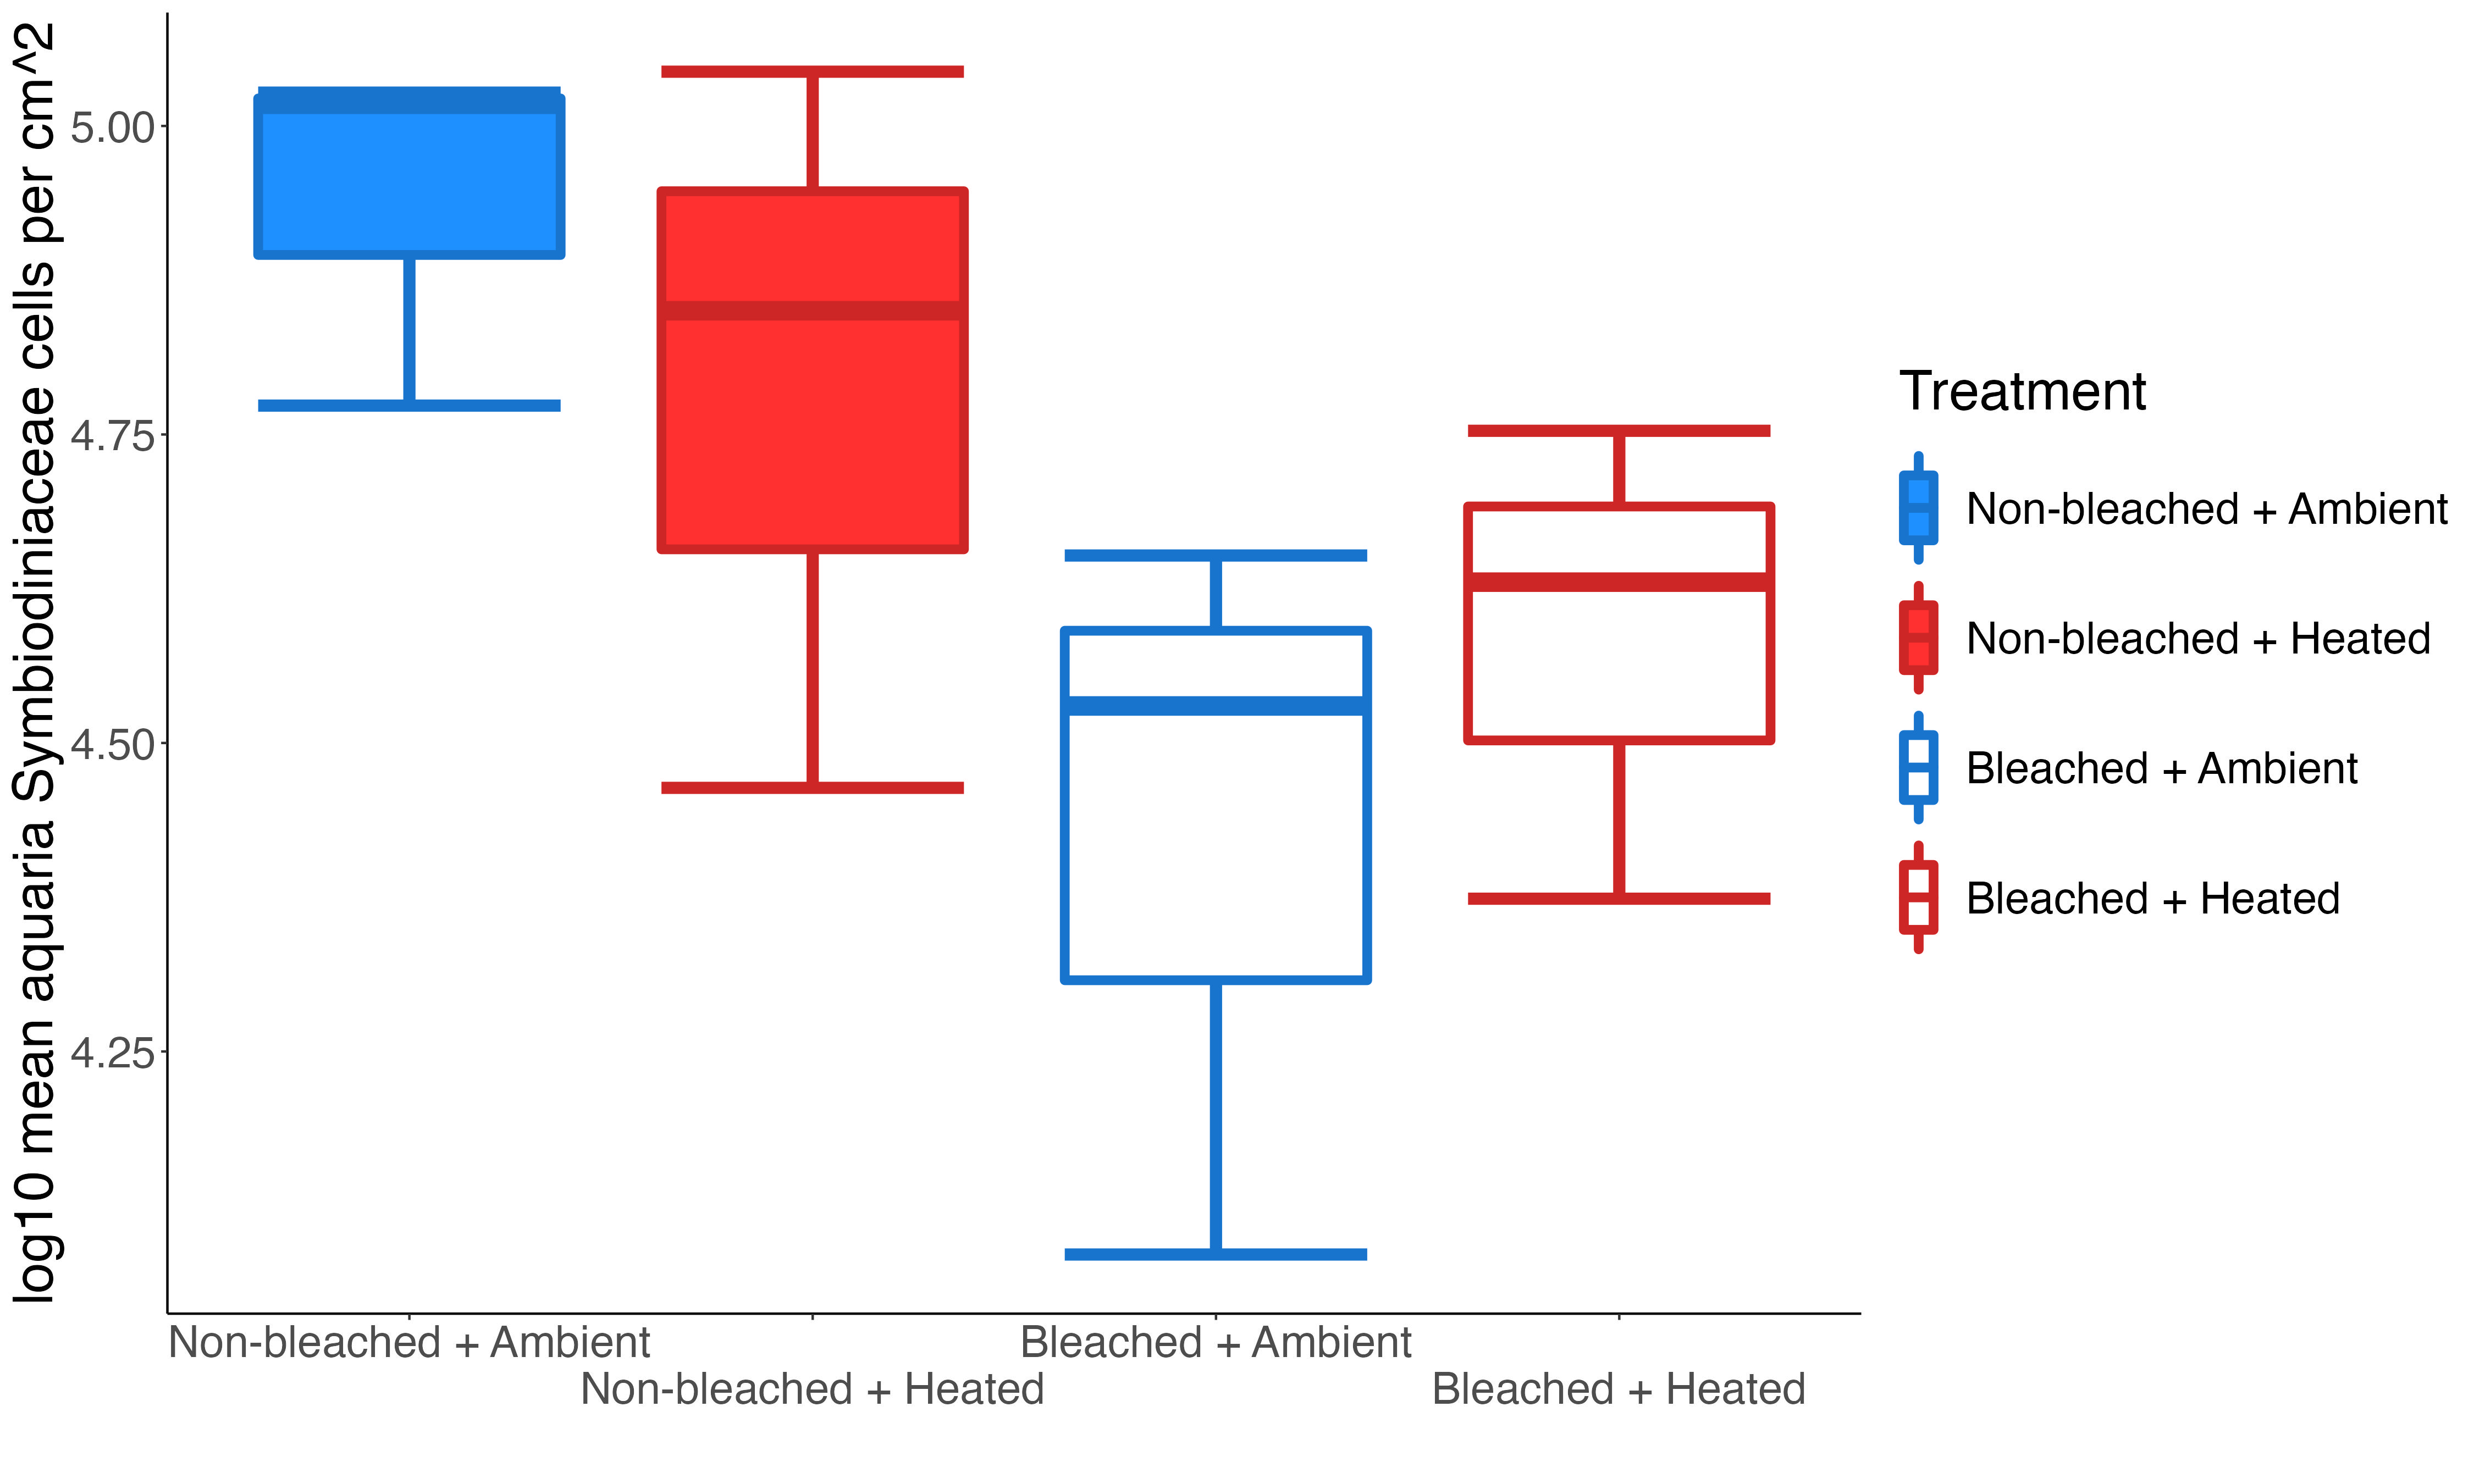 log10 mean aquaria Symbiodiniaceae cells per cm^2
5.00
4.75
4.50
4.25
Non-bleached + Ambient
Non-bleached + Heated
Bleached + Ambient
Bleached + Heated
Treatment
Non-bleached + Ambient
Non-bleached + Heated
Bleached + Ambient
Bleached + Heated